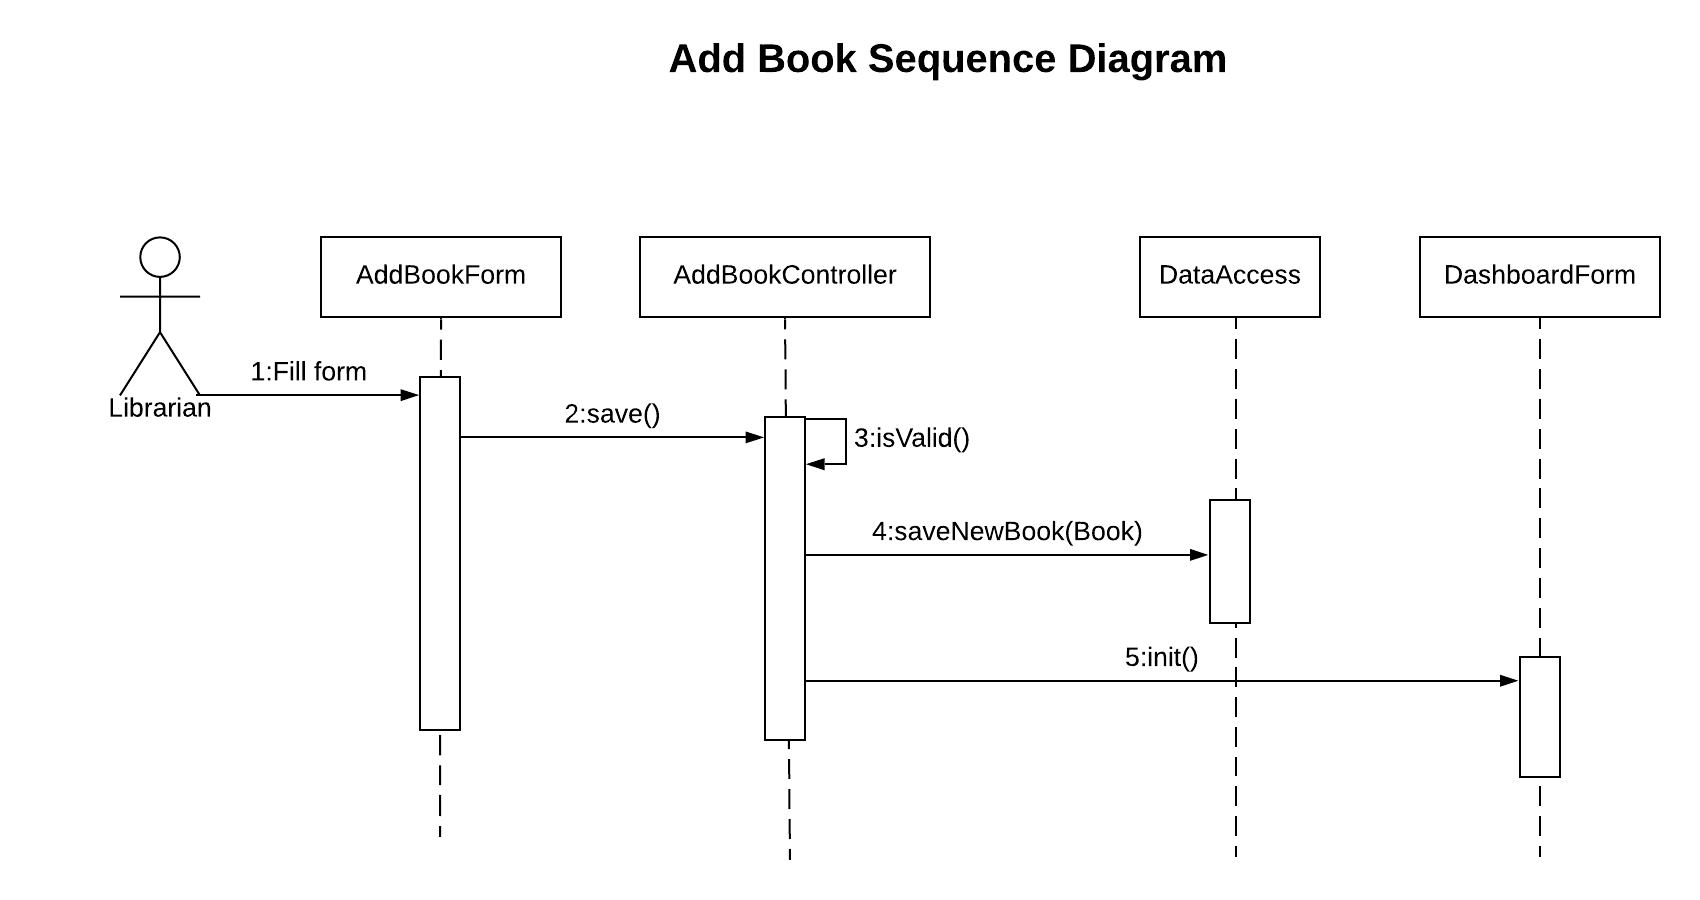 Add Book Sequence Diagram
AddBookForm
AddBookController
DataAccess
DashboardForm
1:Fill form
Librarian
2:save()
3:isValid()
4:saveNewBook(Book)
5:init()